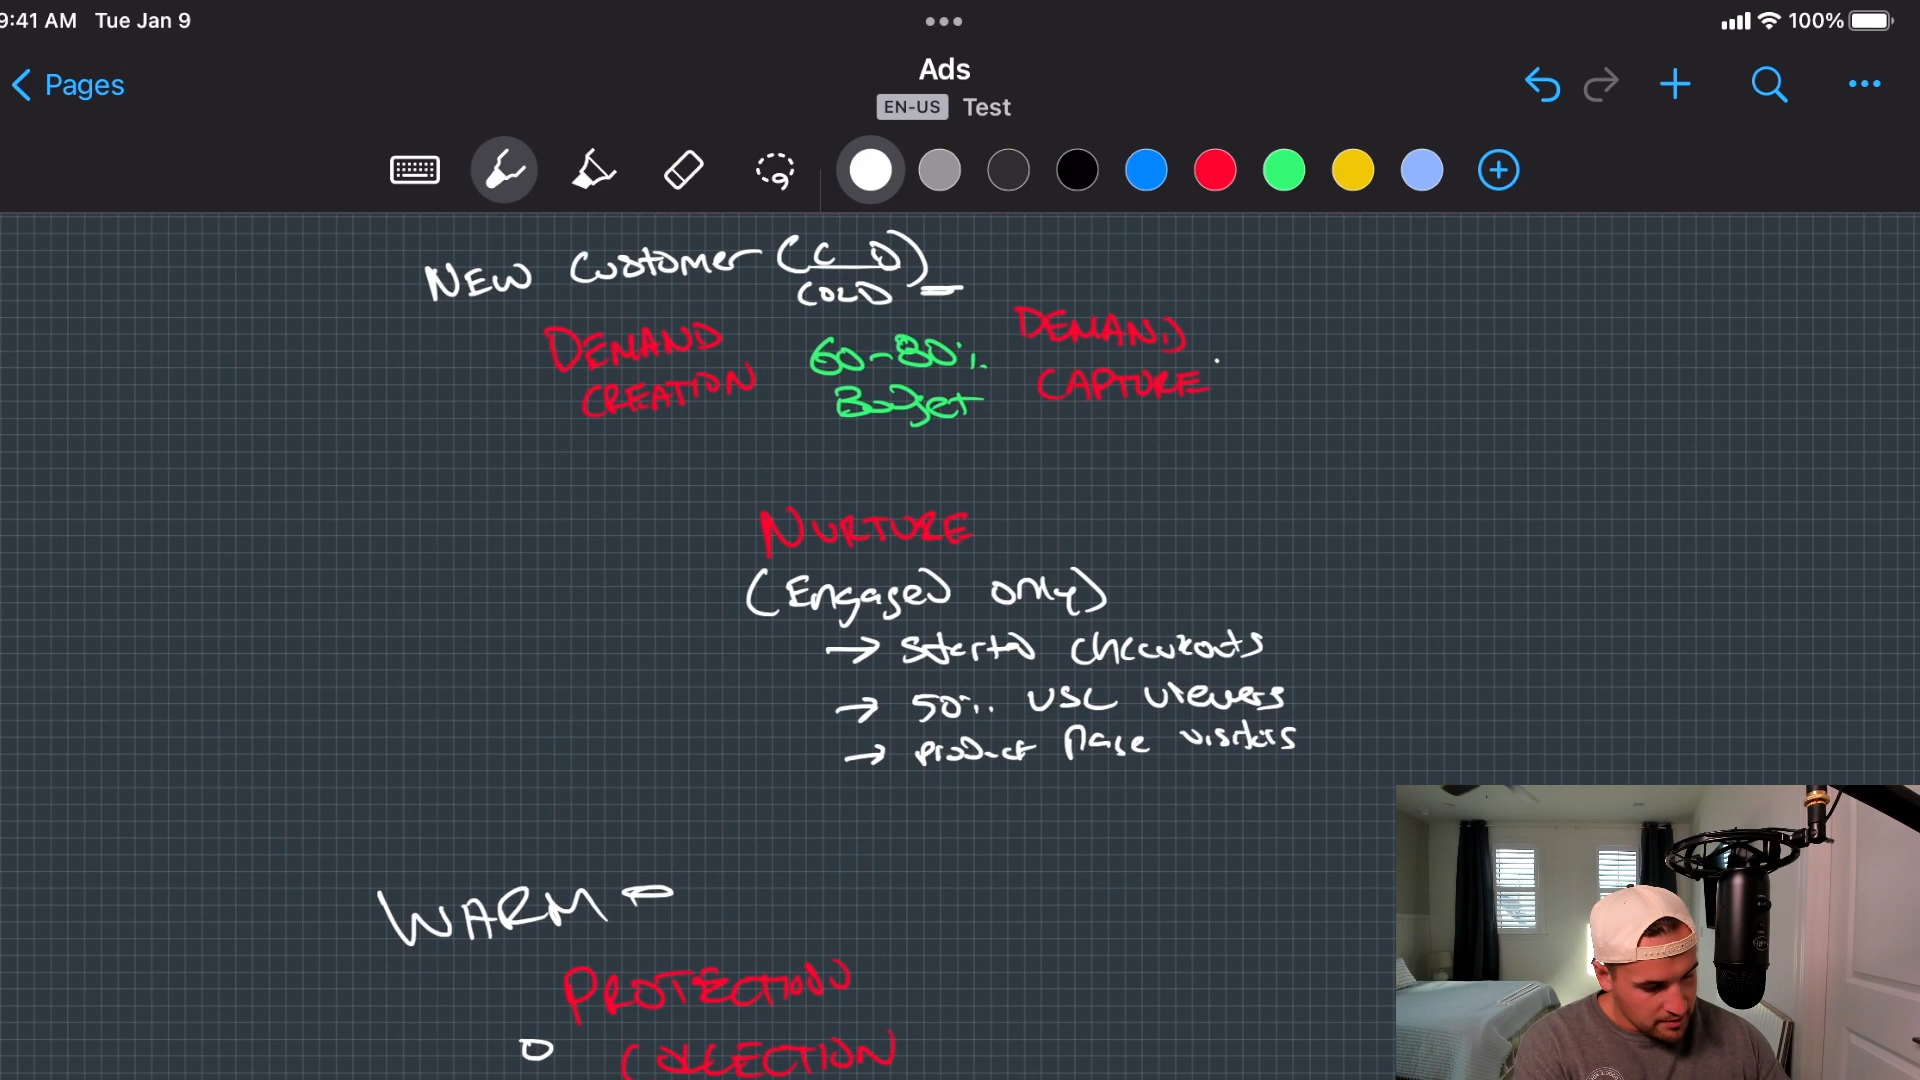 9:41 AM Tue Jan 9
100%
Pages
Ads
EN-US Test
NEW Customer (C D)
COLD
DEMAND
CREATION
60-80%
Budget
DEMAND
CAPTURE
NURTURE
(Engaged only)
→ started checkouts
→ 50% VSL viewers
→ product page visitors
WARM
PROTECTION
COLLECTION